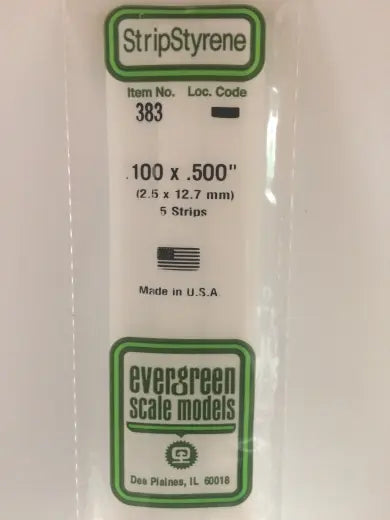 StripStyrene
Item No. Loc. Code
383
.100 x .500"
(2.5 x 12.7 mm)
5 Strips
Made in U.S.A.
evergreen
scale models
Des Plaines, IL 60018